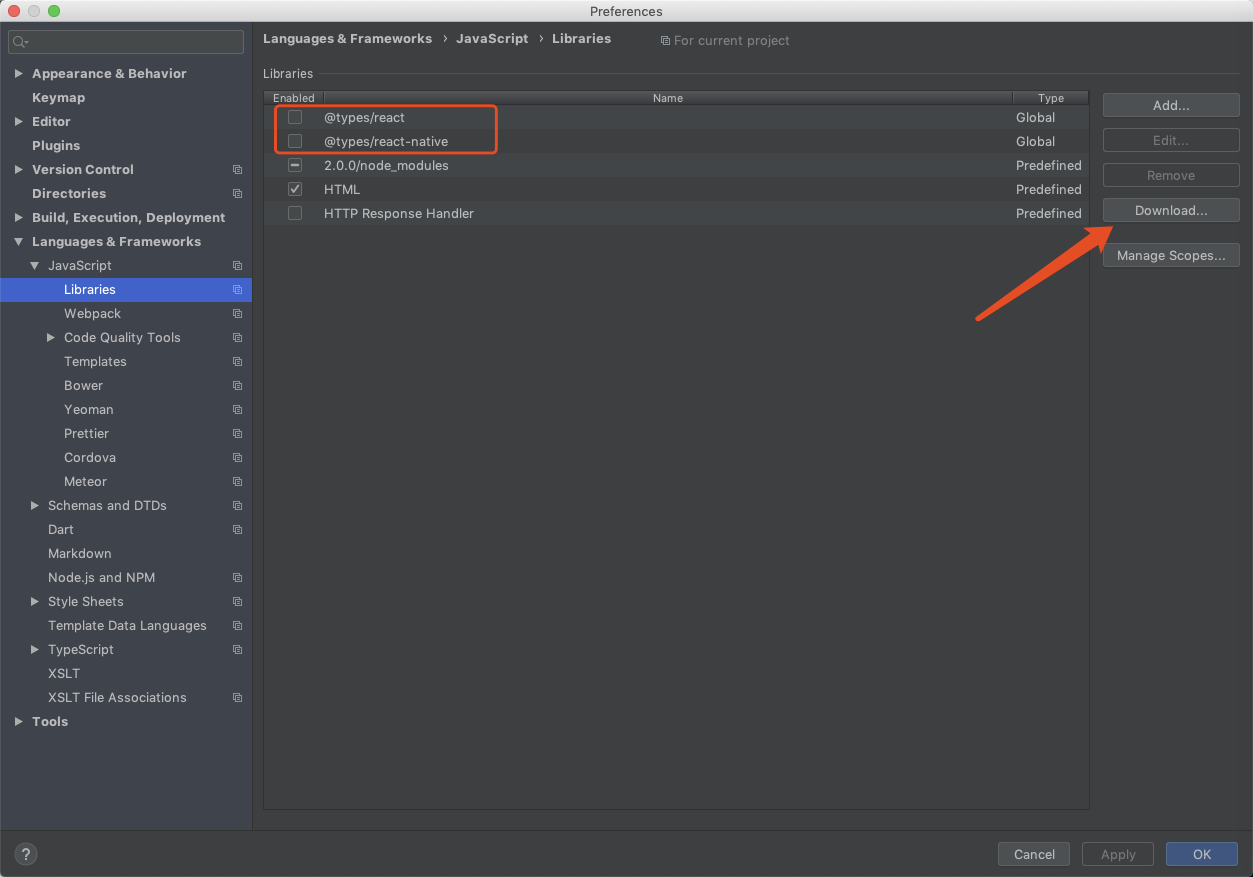 Preferences
Appearance & Behavior
Keymap
Editor
Plugins
Version Control
Directories
Build, Execution, Deployment
Languages & Frameworks
JavaScript
Libraries
Webpack
Code Quality Tools
Templates
Bower
Yeoman
Prettier
Cordova
Meteor
Schemas and DTDs
Dart
Markdown
Node.js and NPM
Style Sheets
Template Data Languages
TypeScript
XSLT
XSLT File Associations
Tools
Languages & Frameworks › JavaScript › Libraries For current project
Libraries
Enabled Name Type
@types/react Global
@types/react-native Global
2.0.0/node_modules Predefined
HTML Predefined
HTTP Response Handler Predefined
Add...
Edit...
Remove
Download...
Manage Scopes...
? Cancel Apply OK